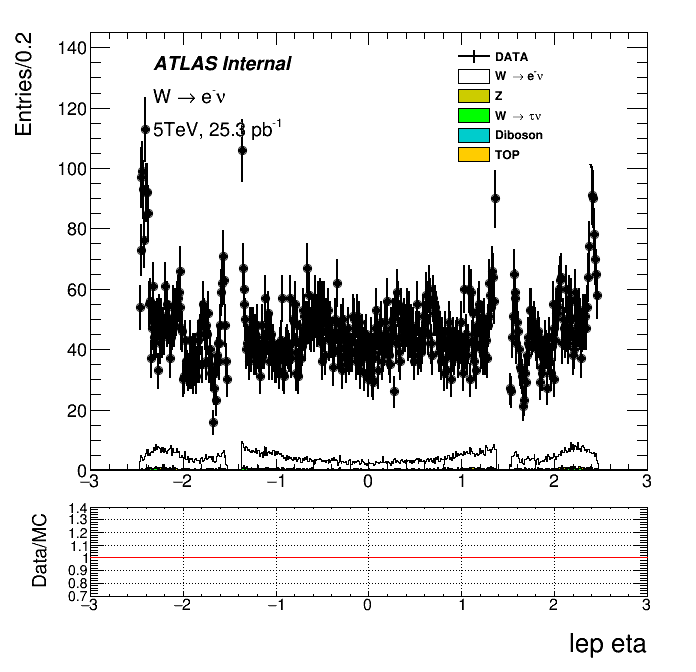 Entries/0.2
140
120
100
80
60
40
20
0
ATLAS Internal
W → e⁻ν
5TeV, 25.3 pb⁻¹
DATA
W → e⁻ν
Z
W → τν
Diboson
TOP
−3 −2 −1 0 1 2 3
Data/MC
1.4
1.3
1.2
1.1
1
0.9
0.8
0.7
−3 −2 −1 0 1 2 3
lep eta